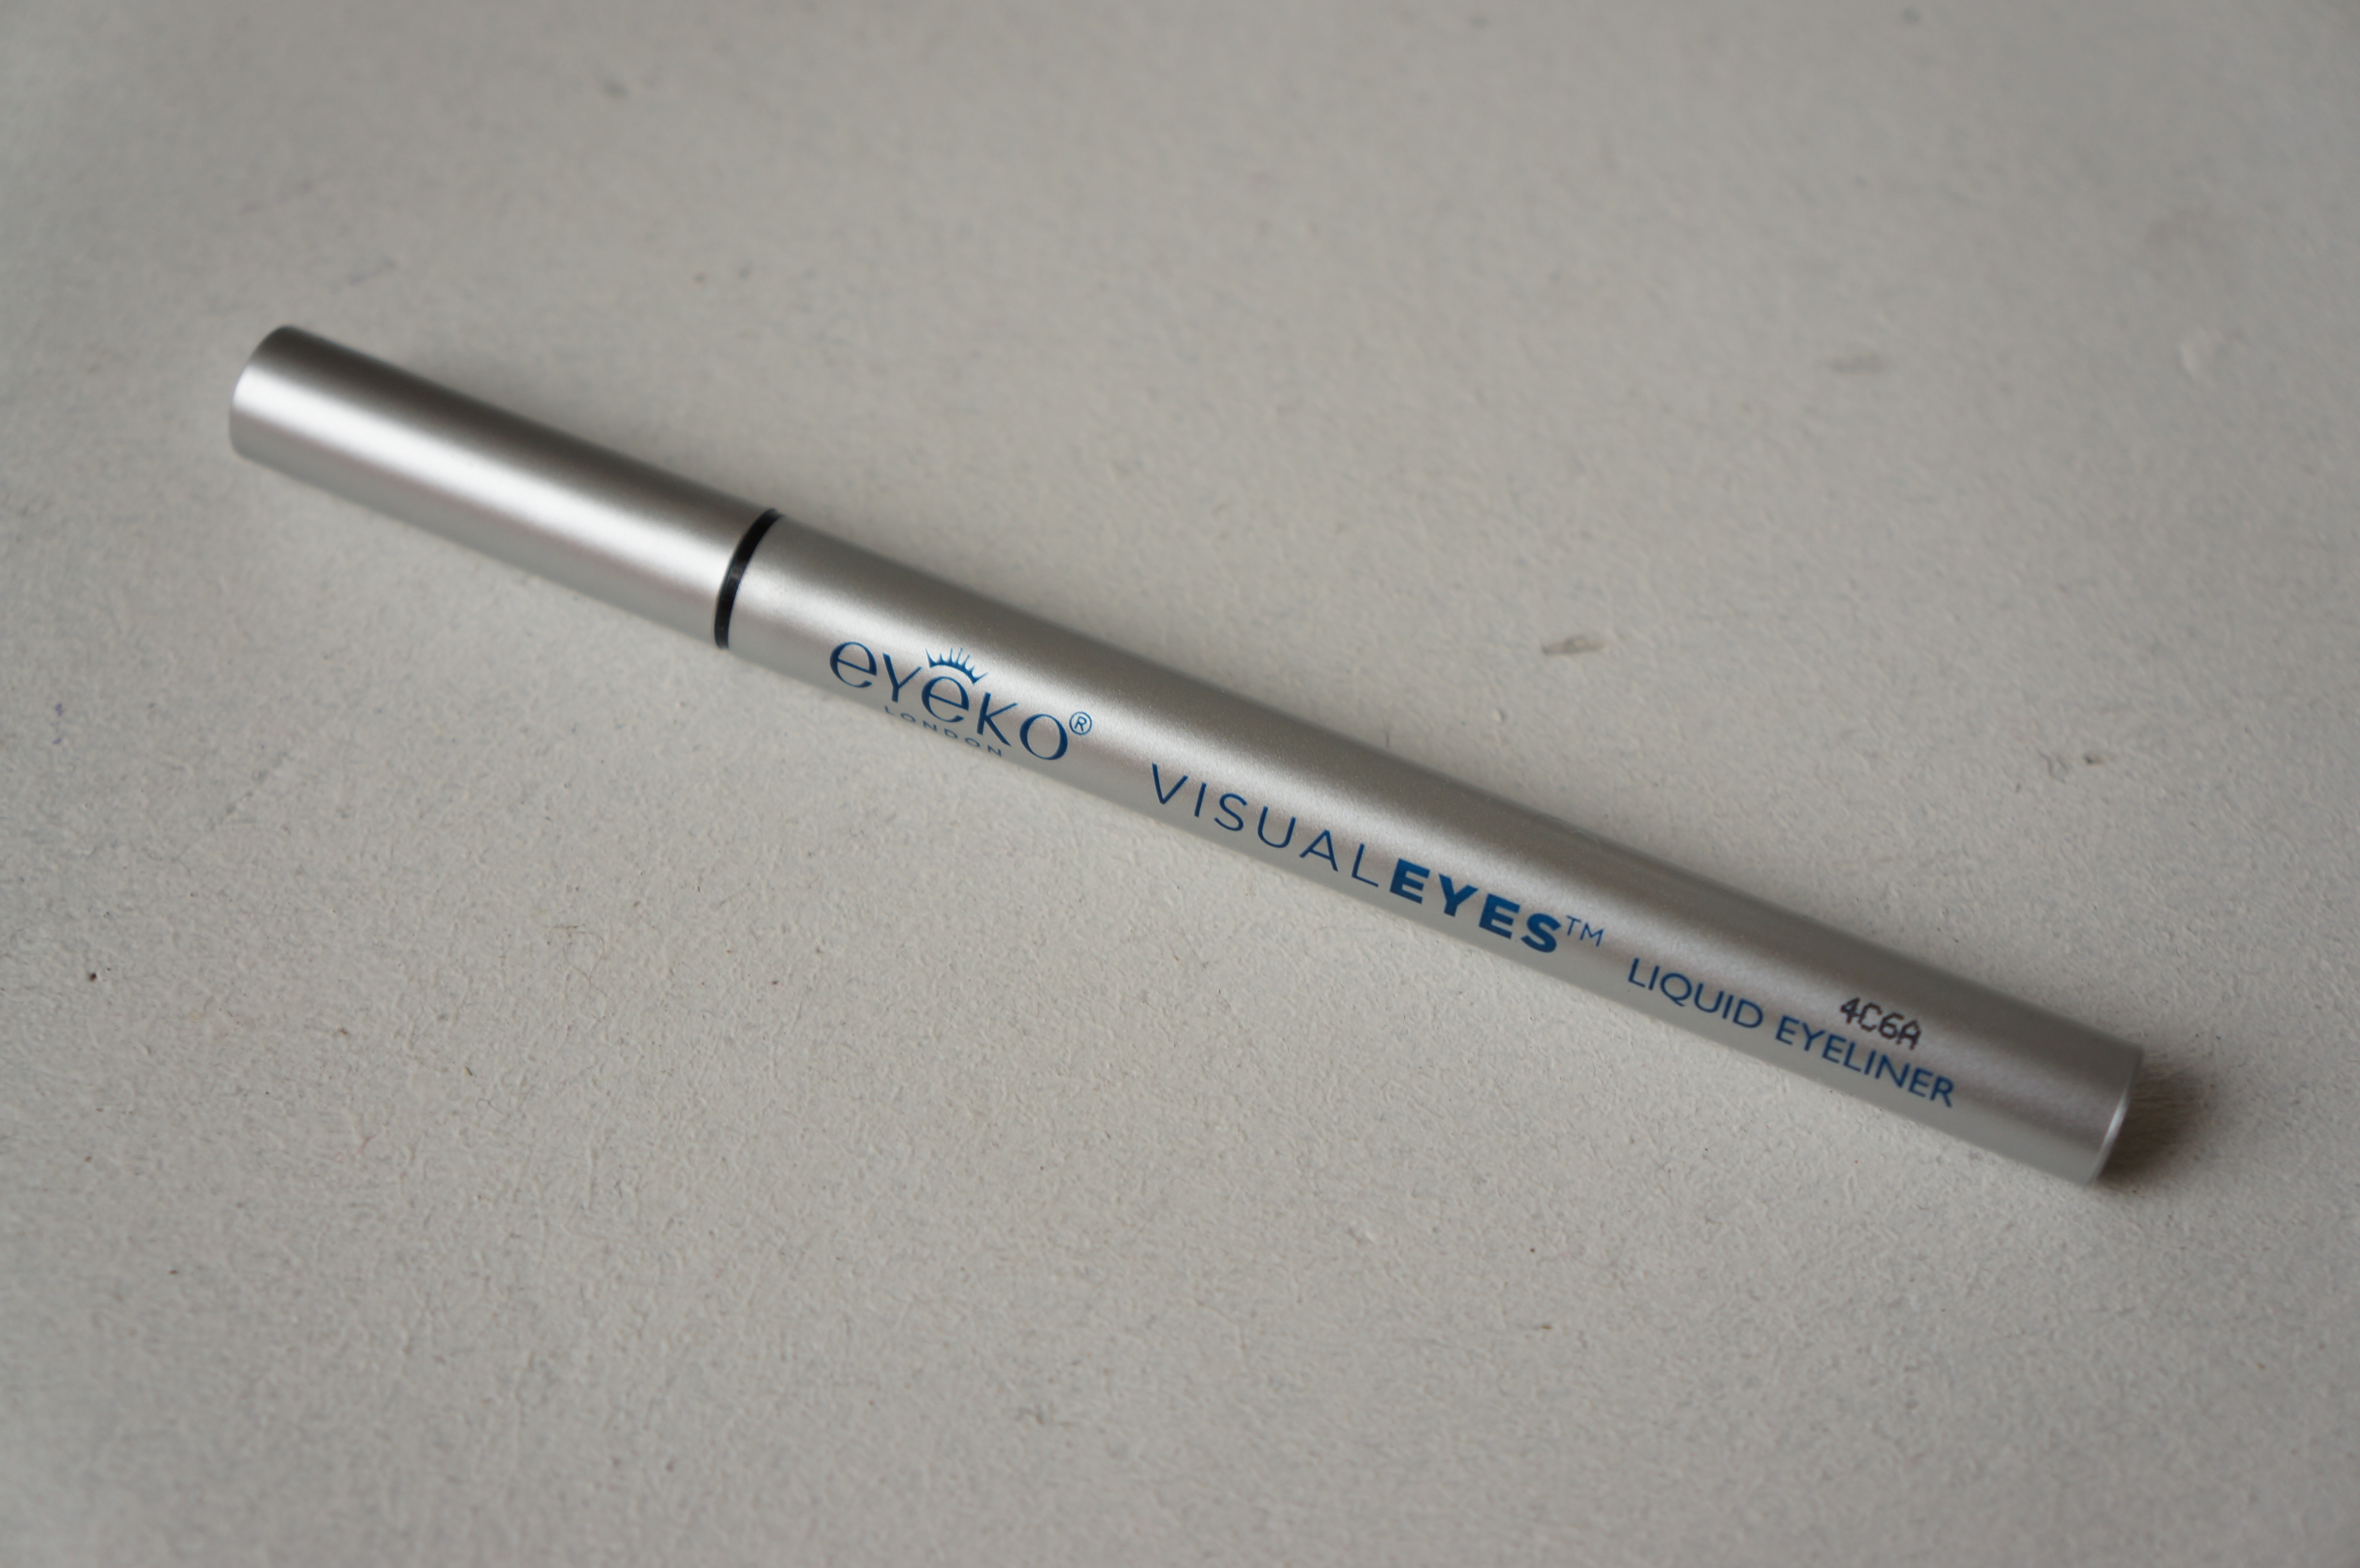 eyeko®
LONDON
VISUALEYES™
LIQUID EYELINER
4C6A